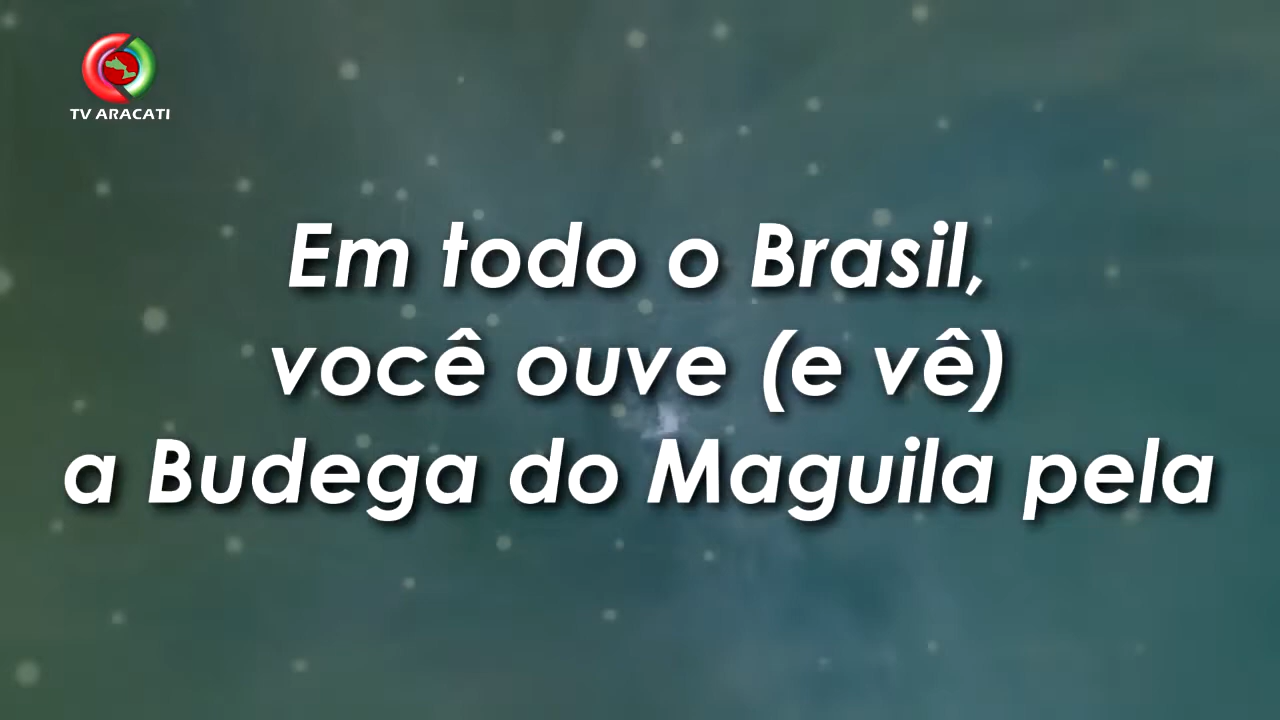 TV ARACATI
Em todo o Brasil,
você ouve (e vê)
a Budega do Maguila pela